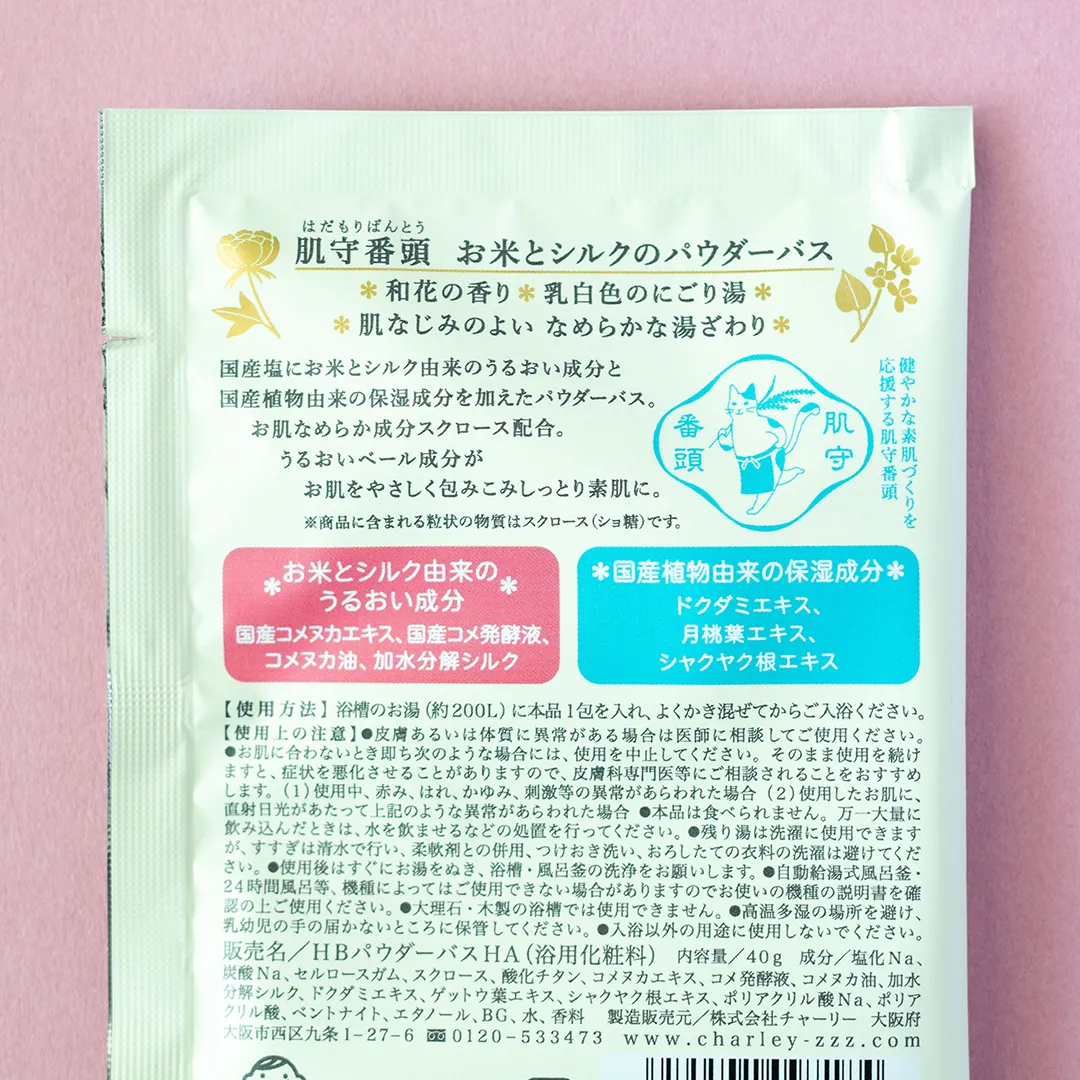 はだもりばんとう
肌守番頭 お米とシルクのパウダーバス
*和花の香り*乳白色のにごり湯*
*肌なじみのよい なめらかな湯ざわり*
国産塩にお米とシルク由来のうるおい成分と
国産植物由来の保湿成分を加えたパウダーバス。
お肌なめらか成分スクロース配合。
うるおいベール成分が
お肌をやさしく包みこみしっとり素肌に。
※商品に含まれる粒状の物質はスクロース(ショ糖)です。
肌守
番頭
健やかな素肌づくりを
応援する肌守番頭
*お米とシルク由来の*
うるおい成分
国産コメヌカエキス、国産コメ発酵液、
コメヌカ油、加水分解シルク
*国産植物由来の保湿成分*
ドクダミエキス、
月桃葉エキス、
シャクヤク根エキス
【使用方法】浴槽のお湯(約200L)に本品1包を入れ、よくかき混ぜてからご入浴ください。
【使用上の注意】●皮膚あるいは体質に異常がある場合は医師に相談してご使用ください。
●お肌に合わないとき即ち次のような場合には、使用を中止してください。そのまま使用を続け
ますと、症状を悪化させることがありますので、皮膚科専門医等にご相談されることをおすすめ
します。(1)使用中、赤み、はれ、かゆみ、刺激等の異常があらわれた場合 (2)使用したお肌に、
直射日光があたって上記のような異常があらわれた場合 ●本品は食べられません。万一大量に
飲み込んだときは、水を飲ませるなどの処置を行ってください。●残り湯は洗濯に使用できます
が、すすぎは清水で行い、柔軟剤との併用、つけおき洗い、おろしたての衣料の洗濯は避けてくだ
さい。●使用後はすぐにお湯をぬき、浴槽・風呂釜の洗浄をお願いします。●自動給湯式風呂釜・
24時間風呂等、機種によってはご使用できない場合がありますのでお使いの機種の説明書を確
認の上ご使用ください。●大理石・木製の浴槽では使用できません。●高温多湿の場所を避け、
乳幼児の手の届かないところに保管してください。●入浴以外の用途に使用しないでください。
販売名/HBパウダーバスHA(浴用化粧料) 内容量/40g 成分/塩化Na、
炭酸Na、セルロースガム、スクロース、酸化チタン、コメヌカエキス、コメ発酵液、コメヌカ油、加水
分解シルク、ドクダミエキス、ゲットウ葉エキス、シャクヤク根エキス、ポリアクリル酸Na、ポリア
クリル酸、ベントナイト、エタノール、BG、水、香料 製造販売元/株式会社チャーリー 大阪府
大阪市西区九条1-27-6 0120-533473 www.charley-zzz.com